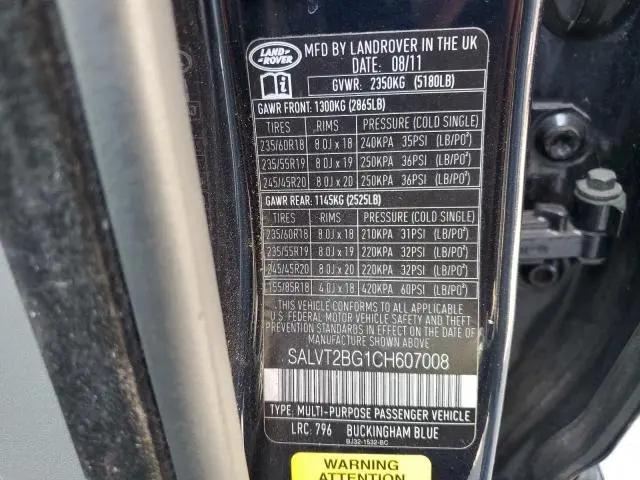 LAND ROVER
MFD BY LANDROVER IN THE UK
DATE: 08/11
GVWR: 2350KG (5180LB)
GAWR FRONT: 1300KG (2865LB)
TIRES RIMS PRESSURE (COLD SINGLE)
235/60R18 8.0J x 18 240KPA 35PSI (LB/PO²)
235/55R19 8.0J x 19 250KPA 36PSI (LB/PO²)
245/45R20 8.0J x 20 250KPA 36PSI (LB/PO²)
GAWR REAR: 1145KG (2525LB)
TIRES RIMS PRESSURE (COLD SINGLE)
235/60R18 8.0J x 18 210KPA 31PSI (LB/PO²)
235/55R19 8.0J x 19 220KPA 32PSI (LB/PO²)
245/45R20 8.0J x 20 220KPA 32PSI (LB/PO²)
155/85R18 4.0J x 18 420KPA 60PSI (LB/PO²)
THIS VEHICLE CONFORMS TO ALL APPLICABLE
U.S. FEDERAL MOTOR VEHICLE SAFETY AND THEFT
PREVENTION STANDARDS IN EFFECT ON THE DATE OF
MANUFACTURE SHOWN ABOVE
SALVT2BG1CH607008
TYPE: MULTI-PURPOSE PASSENGER VEHICLE
LRC: 796 BUCKINGHAM BLUE
BJ32-1532-BC
WARNING
ATTENTION